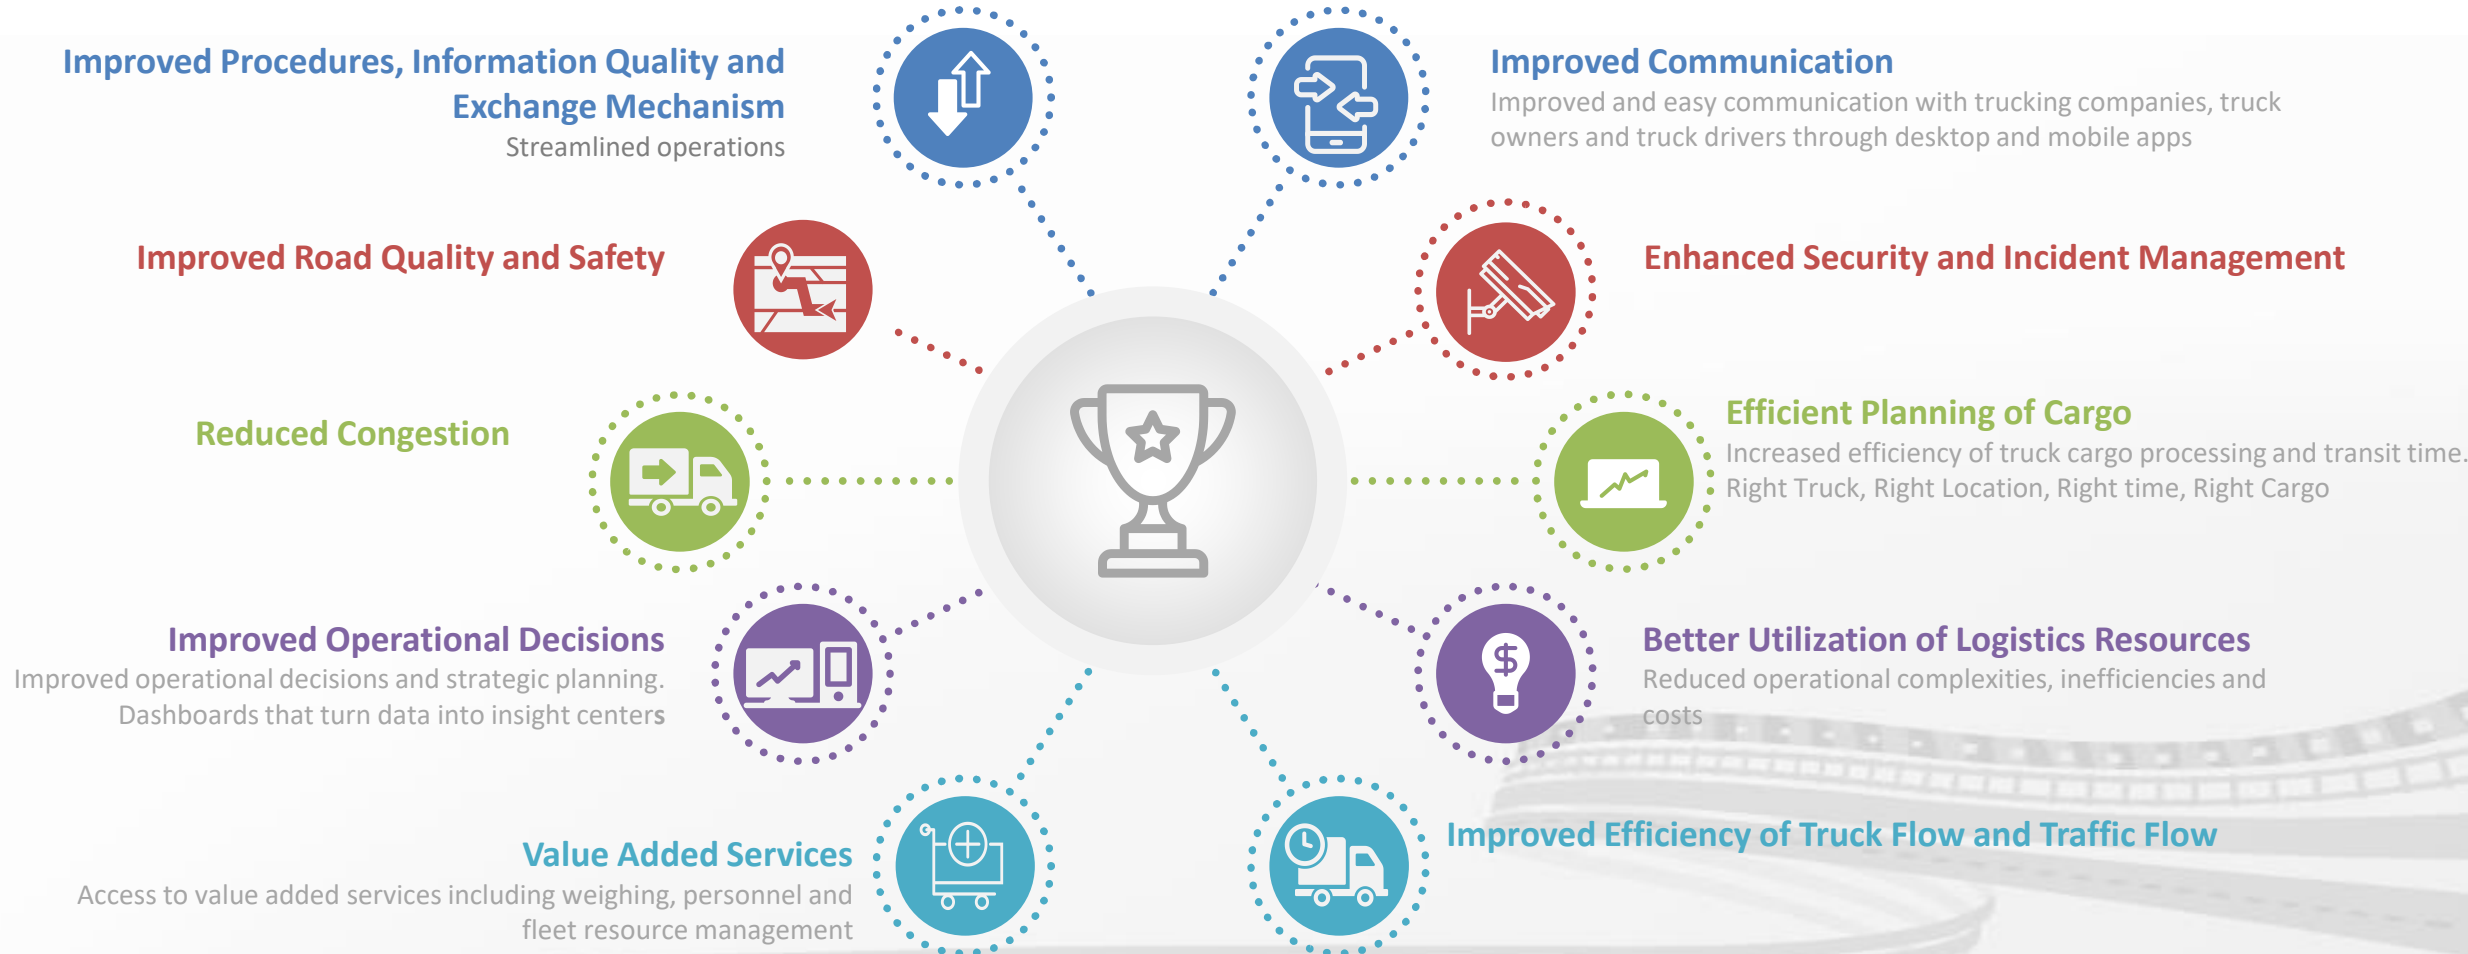 Improved Procedures, Information Quality and
Exchange Mechanism
Streamlined operations
Improved Communication
Improved and easy communication with trucking companies, truck
owners and truck drivers through desktop and mobile apps
Improved Road Quality and Safety
Enhanced Security and Incident Management
Reduced Congestion
Efficient Planning of Cargo
Increased efficiency of truck cargo processing and transit time.
Right Truck, Right Location, Right time, Right Cargo
Improved Operational Decisions
Improved operational decisions and strategic planning.
Dashboards that turn data into insight centers
Better Utilization of Logistics Resources
Reduced operational complexities, inefficiencies and
costs
Value Added Services
Access to value added services including weighing, personnel and
fleet resource management
Improved Efficiency of Truck Flow and Traffic Flow